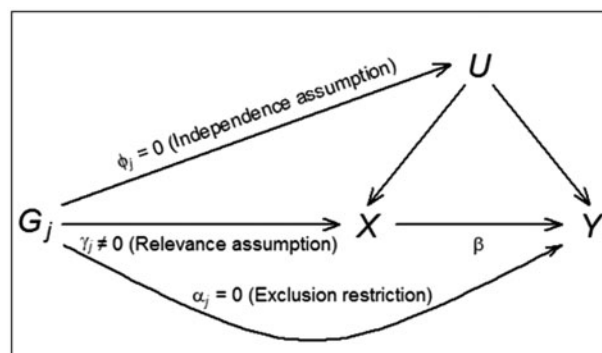 U
ϕj = 0 (Independence assumption)
Gj
X
Y
γj ≠ 0 (Relevance assumption)
β
αj = 0 (Exclusion restriction)